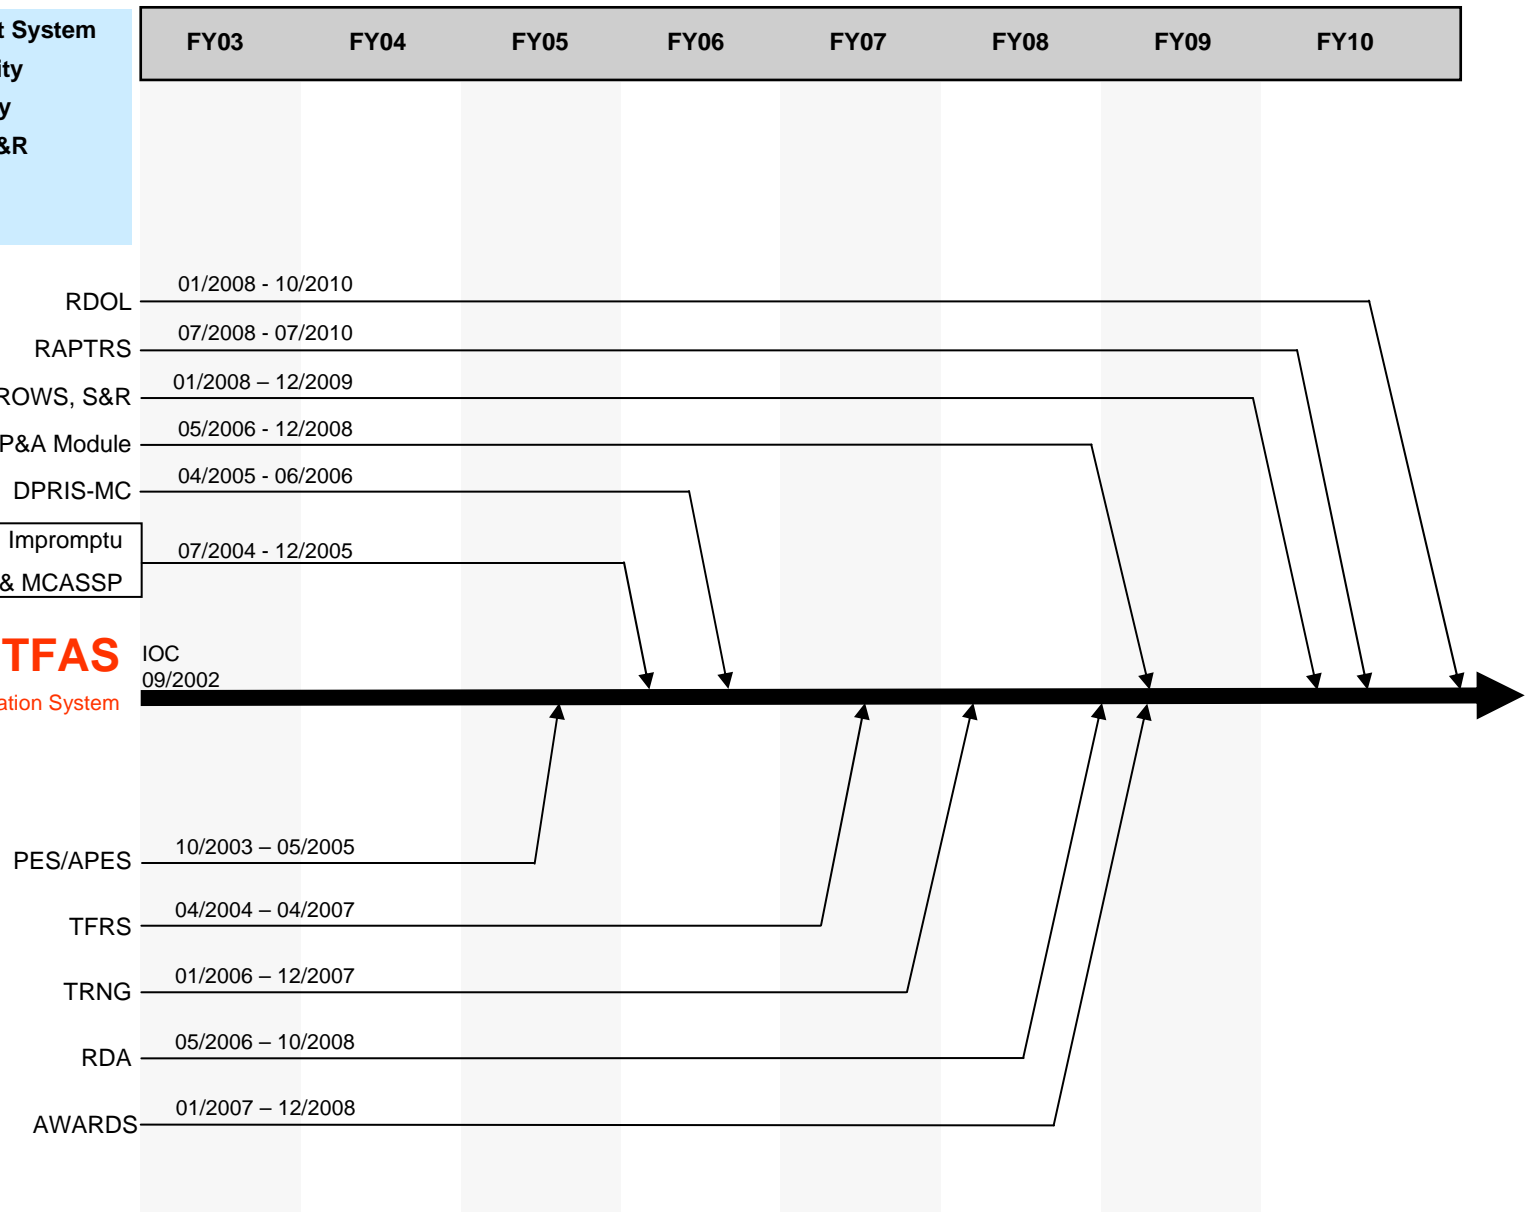 t System
ity
y
&R
FY03 FY04 FY05 FY06 FY07 FY08 FY09 FY10
01/2008 - 10/2010
RDOL
07/2008 - 07/2010
RAPTRS
01/2008 – 12/2009
ROWS, S&R
05/2006 - 12/2008
P&A Module
04/2005 - 06/2006
DPRIS-MC
Impromptu
07/2004 - 12/2005
& MCASSP
TFAS
IOC
09/2002
ation System
10/2003 – 05/2005
PES/APES
04/2004 – 04/2007
TFRS
01/2006 – 12/2007
TRNG
05/2006 – 10/2008
RDA
01/2007 – 12/2008
AWARDS